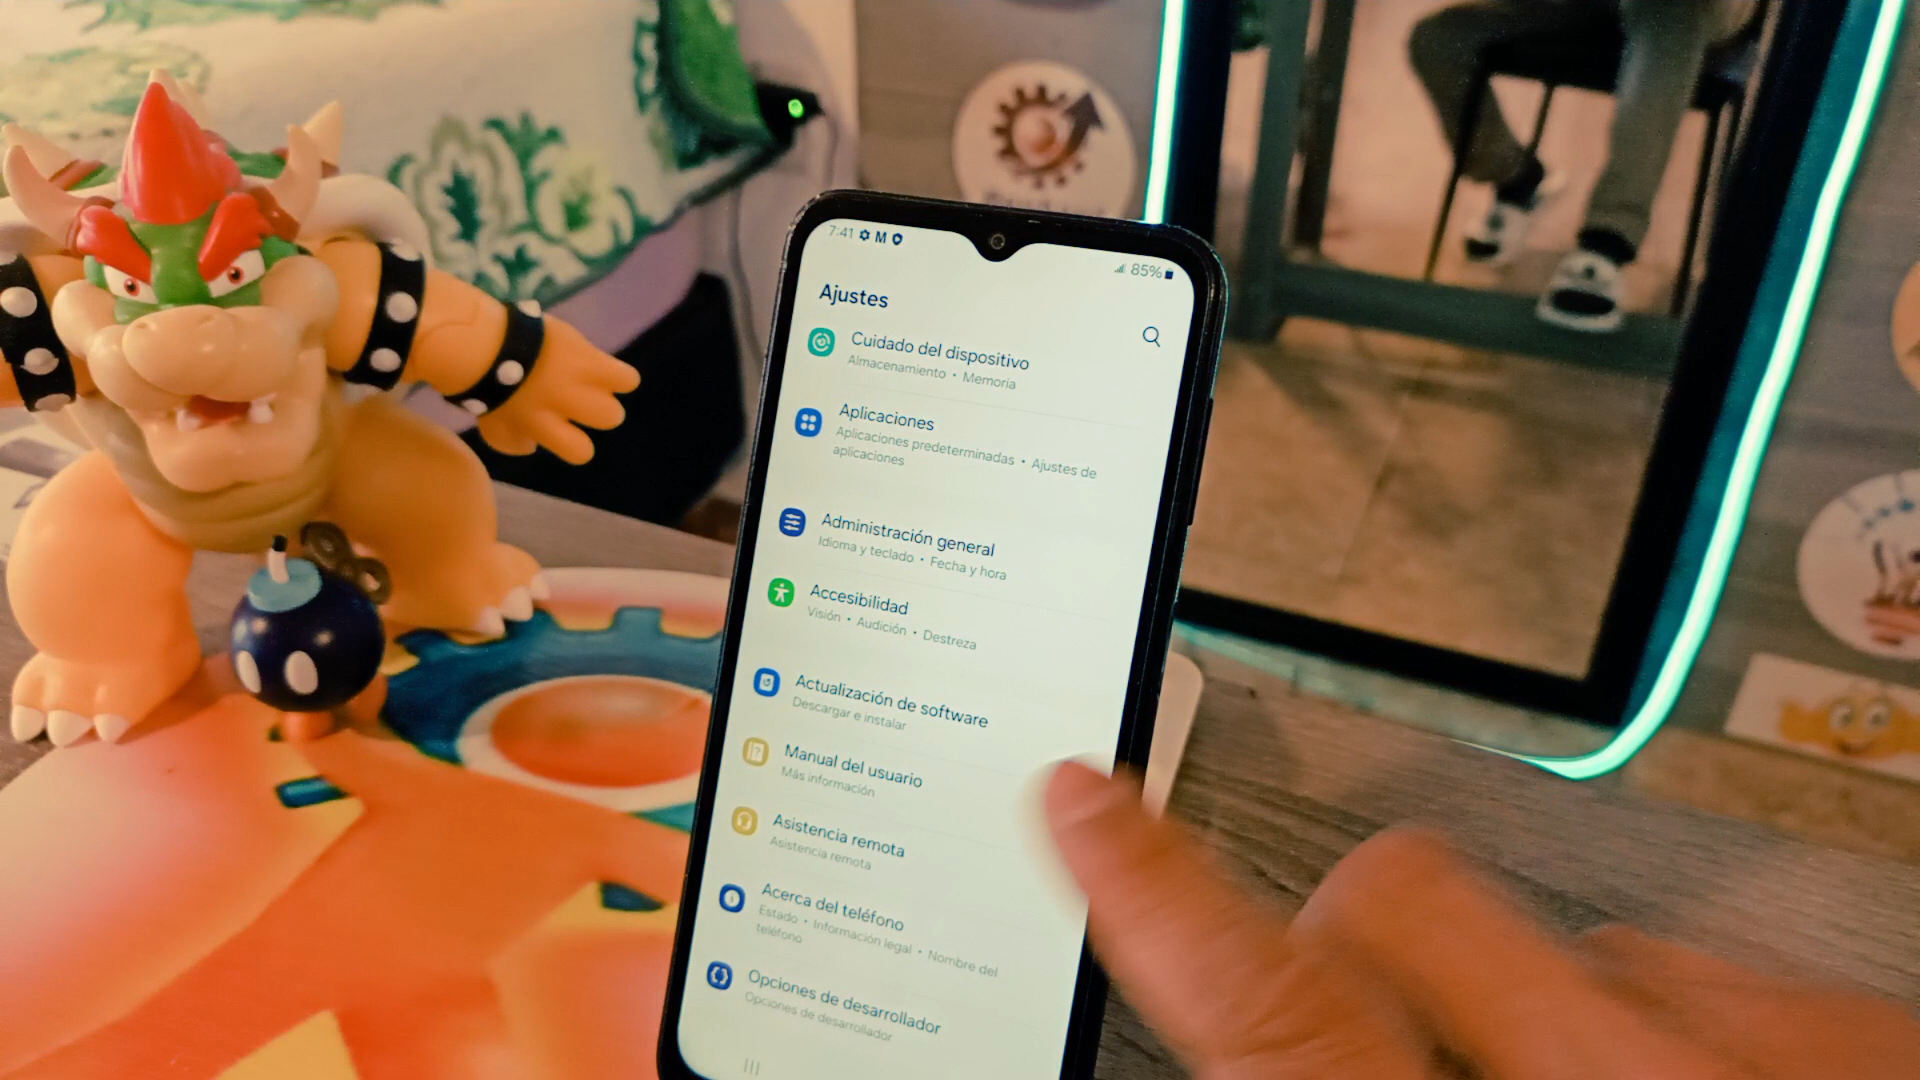 7:41 M
85%
Ajustes
Cuidado del dispositivo
Almacenamiento • Memoria
Aplicaciones
Aplicaciones predeterminadas • Ajustes de
aplicaciones
Administración general
Idioma y teclado • Fecha y hora
Accesibilidad
Visión • Audición • Destreza
Actualización de software
Descargar e instalar
Manual del usuario
Más información
Asistencia remota
Asistencia remota
Acerca del teléfono
Estado • Información legal • Nombre del
teléfono
Opciones de desarrollador
Opciones de desarrollador